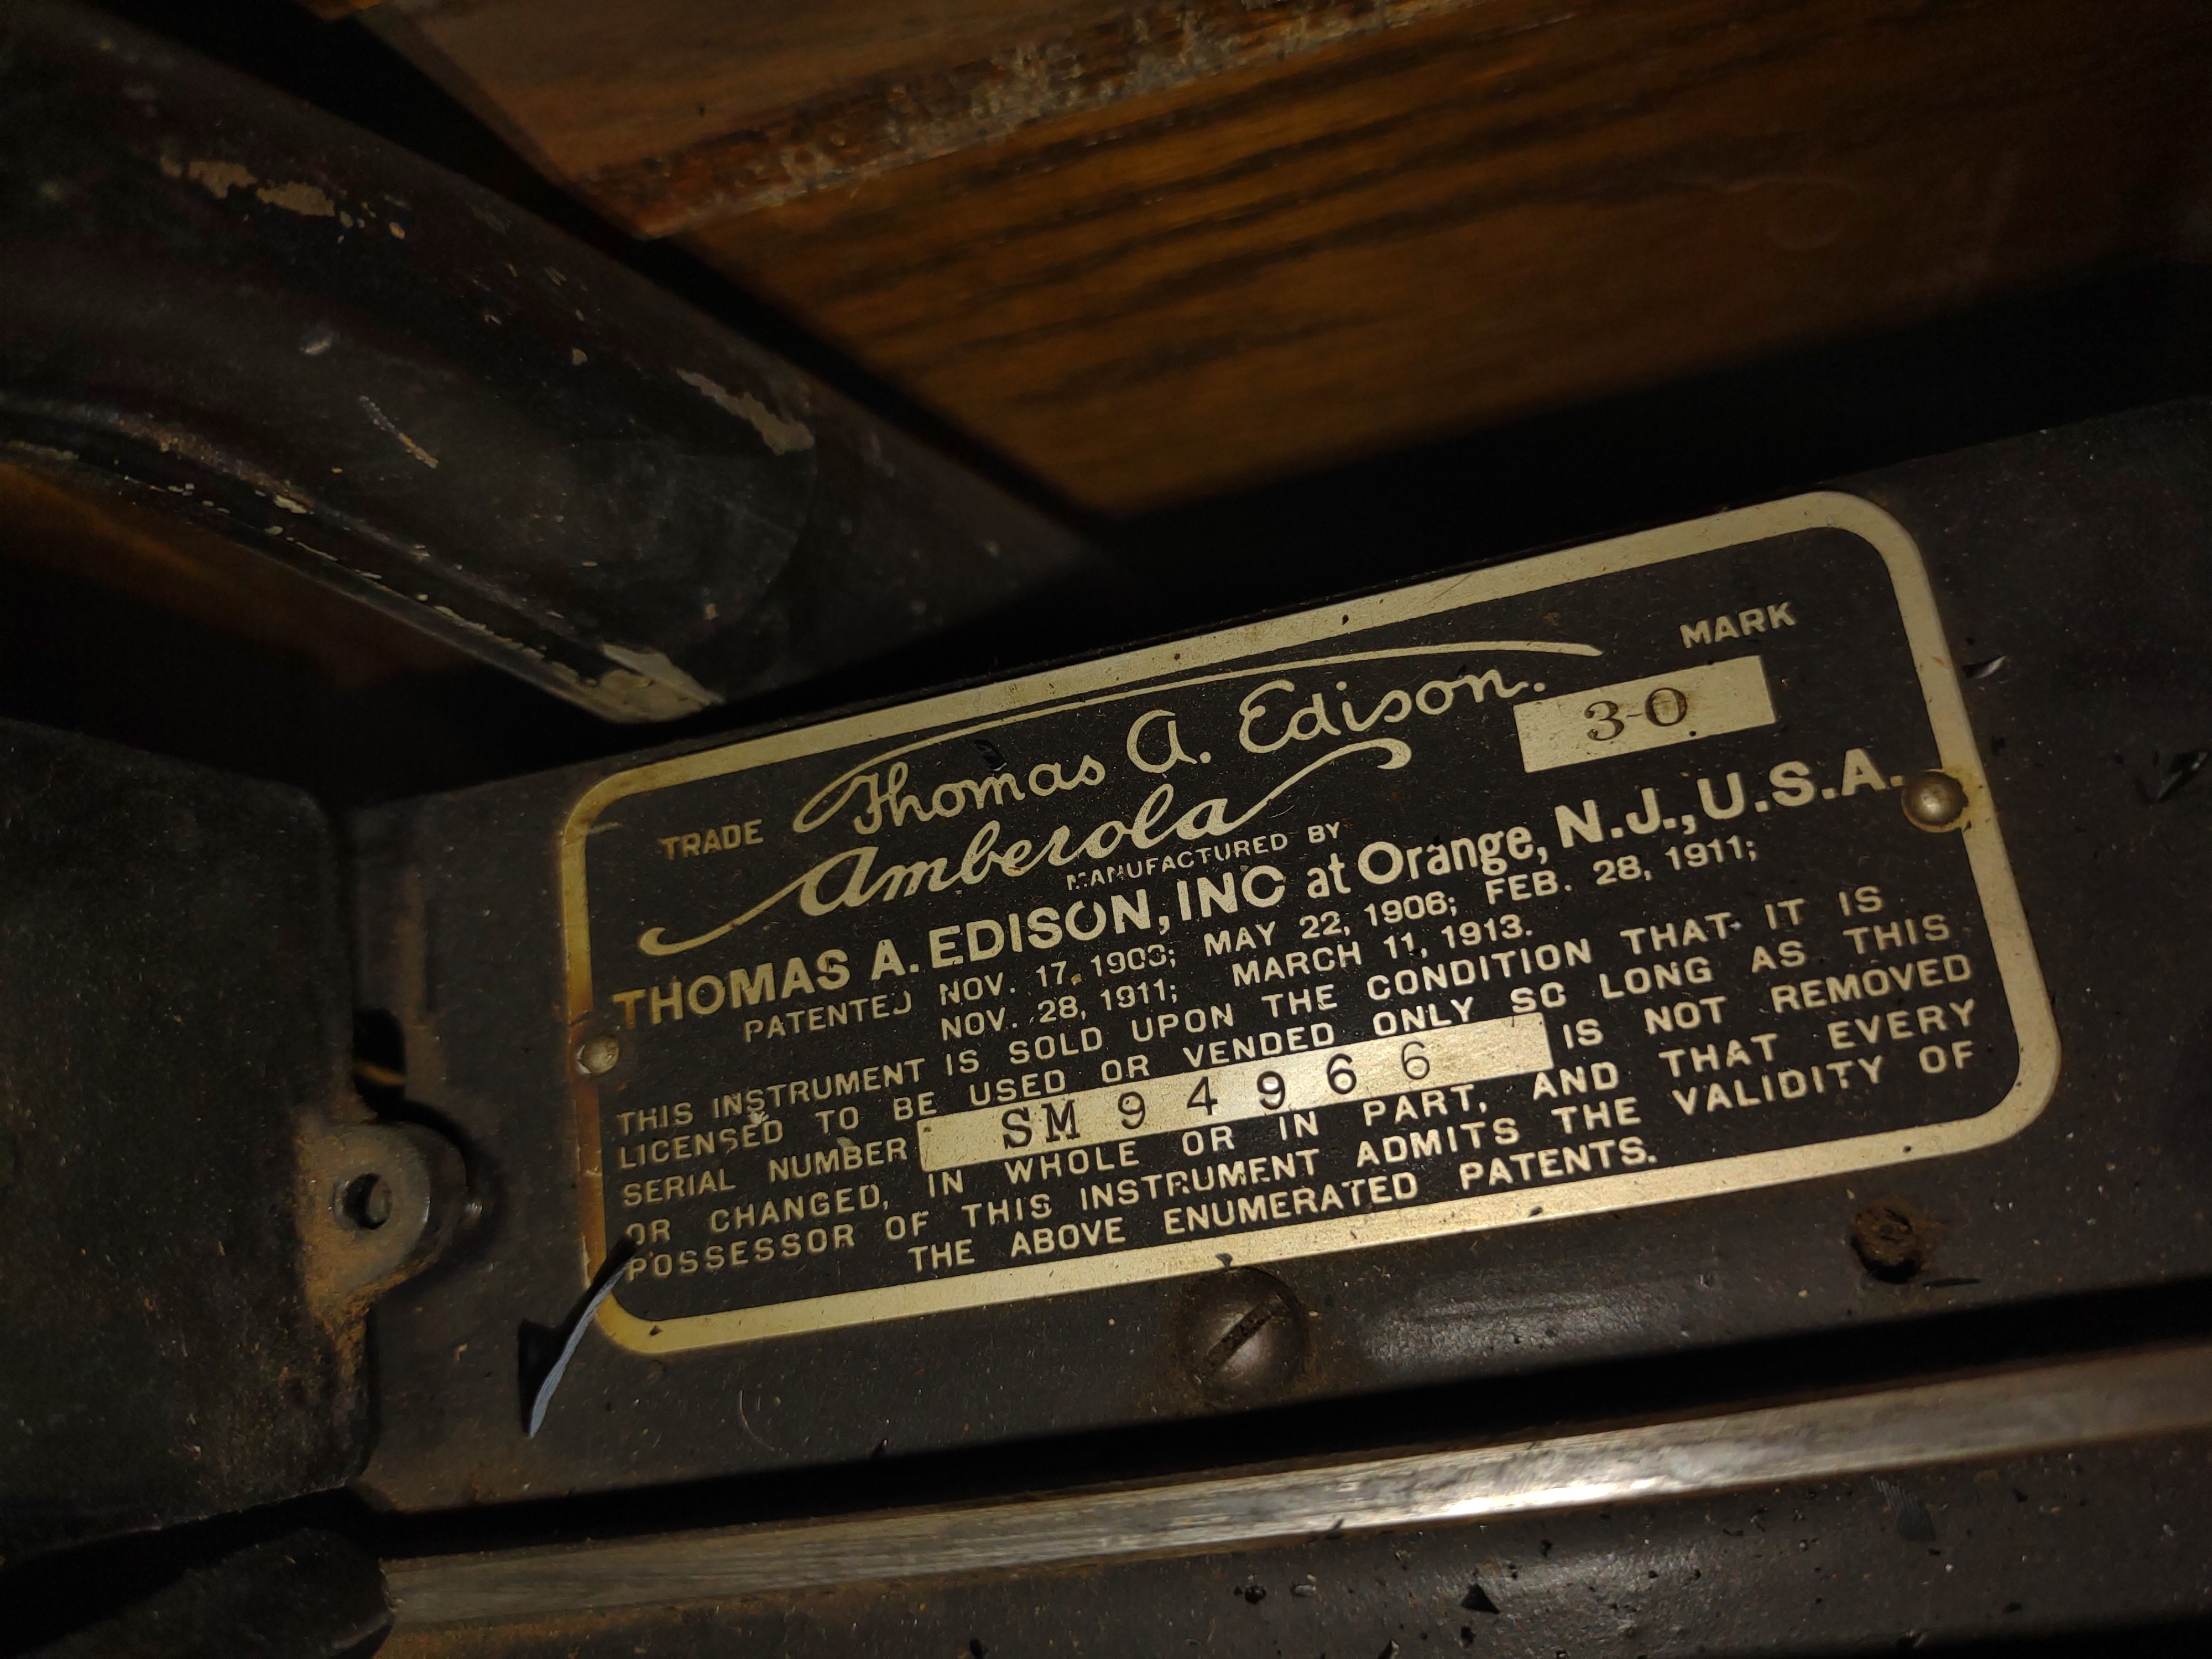 TRADE Thomas A. Edison. MARK
Amberola 30
MANUFACTURED BY
THOMAS A. EDISON, INC at Orange, N.J., U.S.A.
PATENTED NOV. 17, 1903; MAY 22, 1906; FEB. 28, 1911;
NOV. 28, 1911; MARCH 11, 1913.
THIS INSTRUMENT IS SOLD UPON THE CONDITION THAT IT IS
LICENSED TO BE USED OR VENDED ONLY SO LONG AS THIS
SERIAL NUMBER SM 94966 IS NOT REMOVED
OR CHANGED, IN WHOLE OR IN PART, AND THAT EVERY
POSSESSOR OF THIS INSTRUMENT ADMITS THE VALIDITY OF
THE ABOVE ENUMERATED PATENTS.